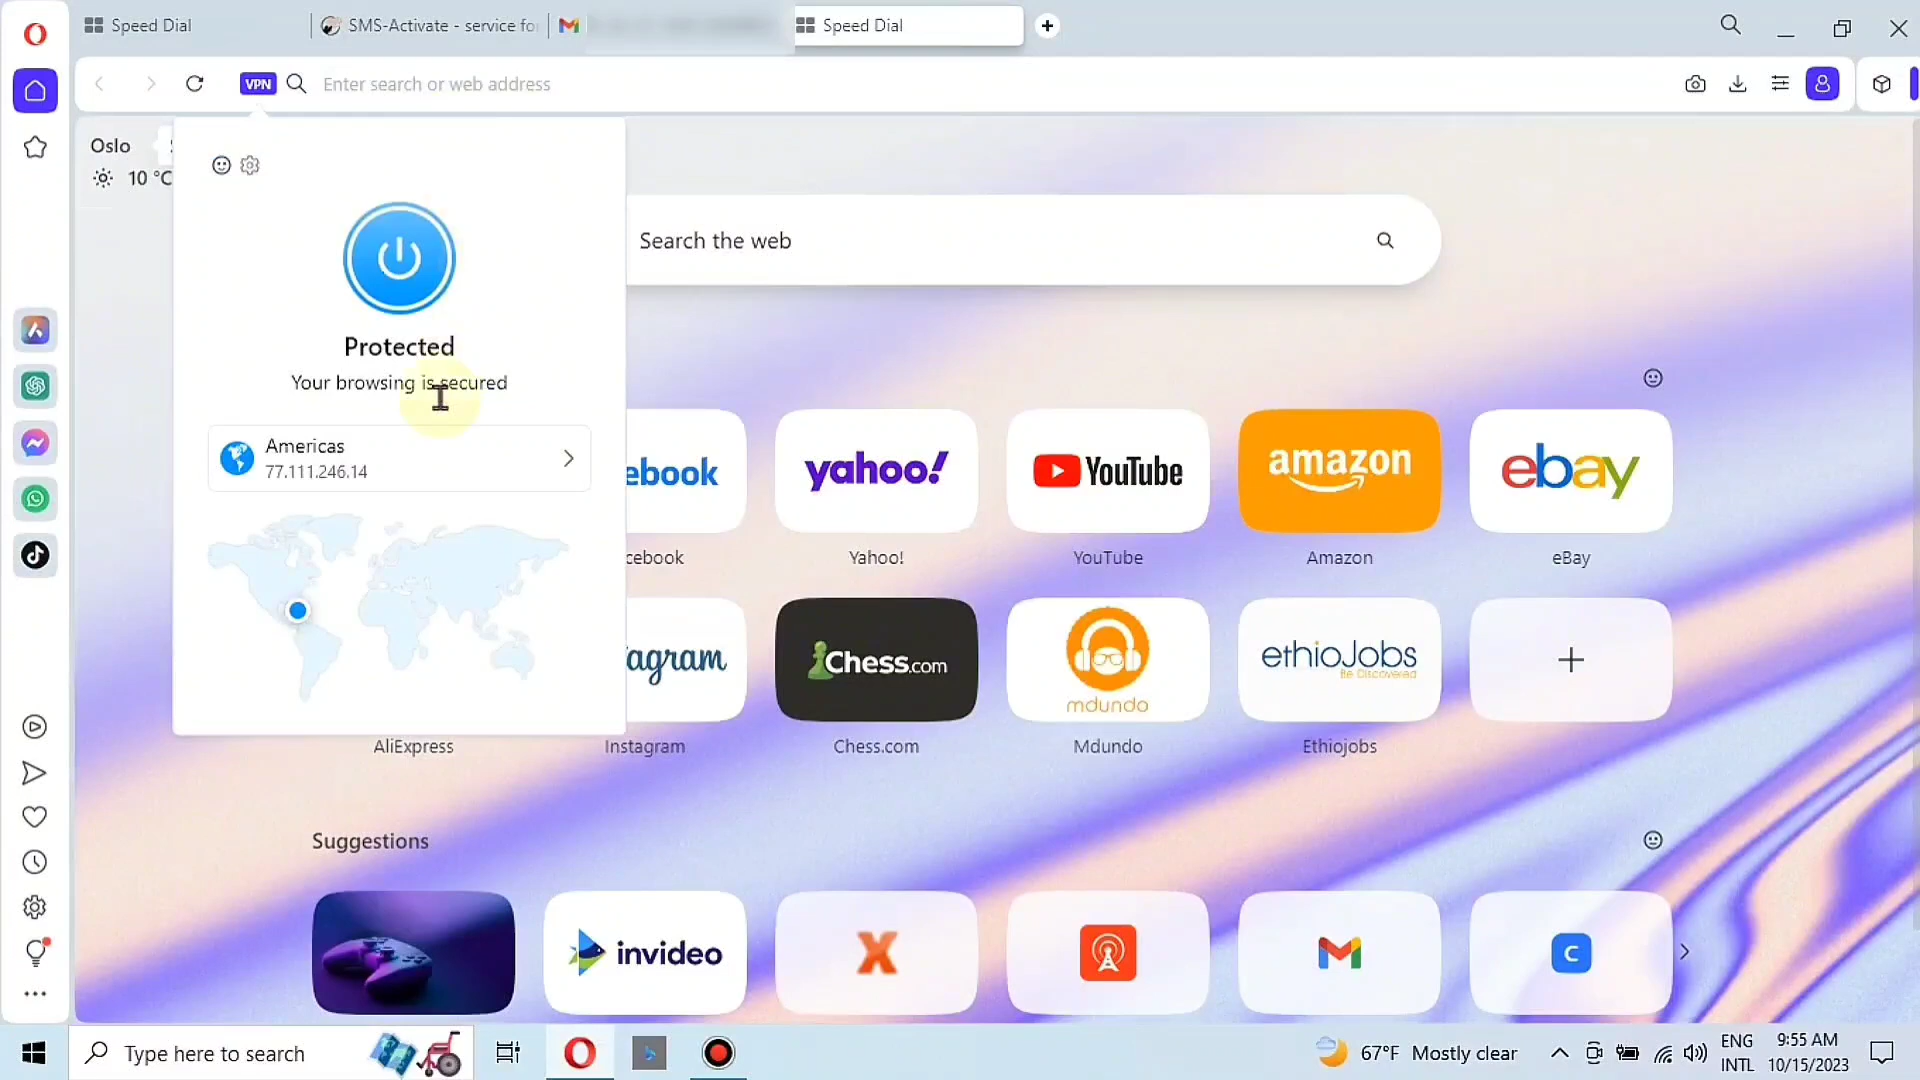 Speed Dial
SMS-Activate - service fo
Speed Dial
VPN
Enter search or web address
Oslo
10 °C
Protected
Your browsing is secured
Americas
77.111.246.14
Search the web
ebook
yahoo!
YouTube
amazon
ebay
cebook
Yahoo!
YouTube
Amazon
eBay
agram
Chess.com
mdundo
ethioJobs
Be Discovered
AliExpress
Instagram
Chess.com
Mdundo
Ethiojobs
Suggestions
invideo
X
C
Type here to search
67°F Mostly clear
ENG
INTL
9:55 AM
10/15/2023